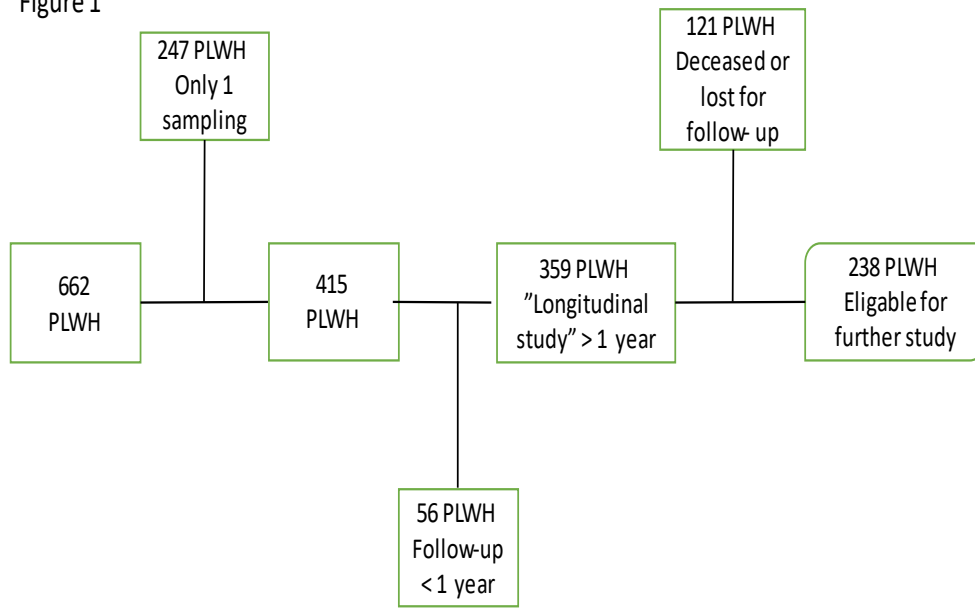 Figure 1
247 PLWH
Only 1
sampling
121 PLWH
Deceased or
lost for
follow- up
662
PLWH
415
PLWH
359 PLWH
”Longitudinal
study” > 1 year
238 PLWH
Eligable for
further study
56 PLWH
Follow-up
< 1 year